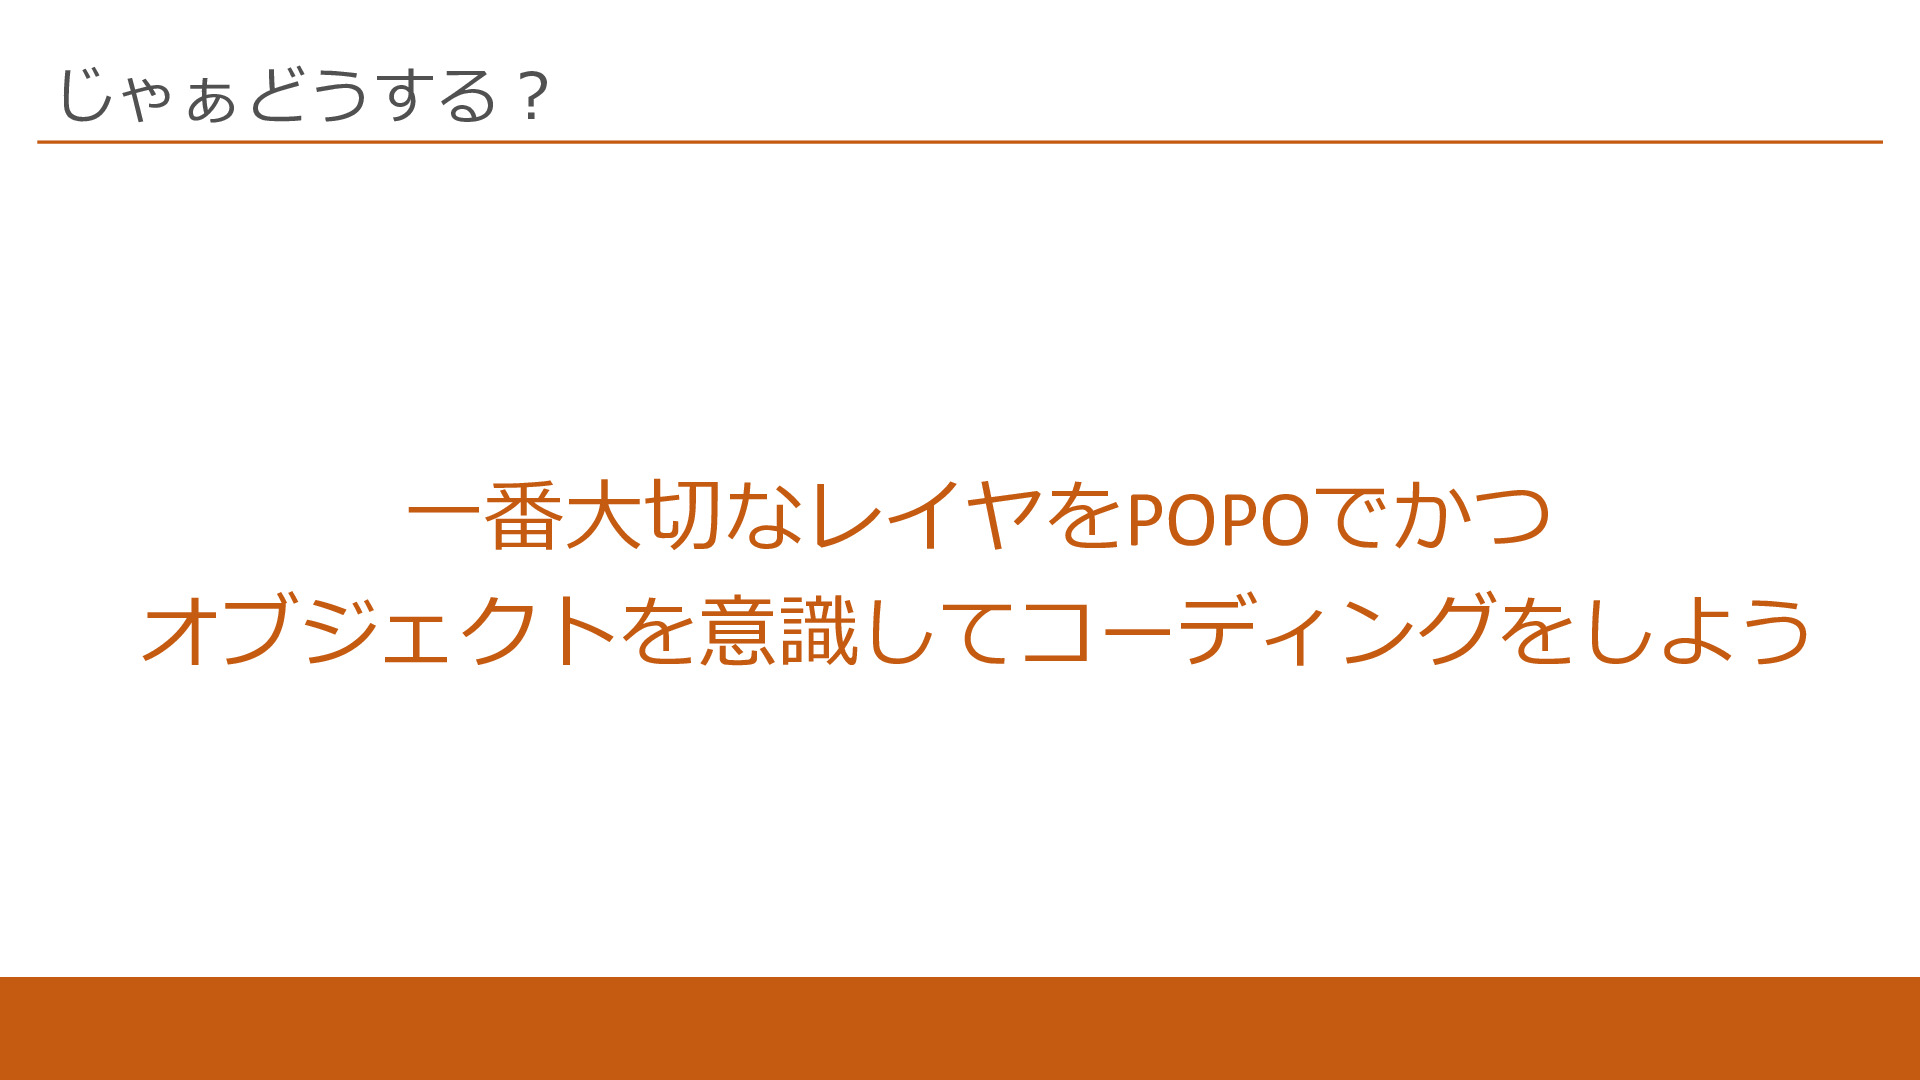 じゃぁどうする？
一番大切なレイヤをPOPOでかつ
オブジェクトを意識してコーディングをしよう